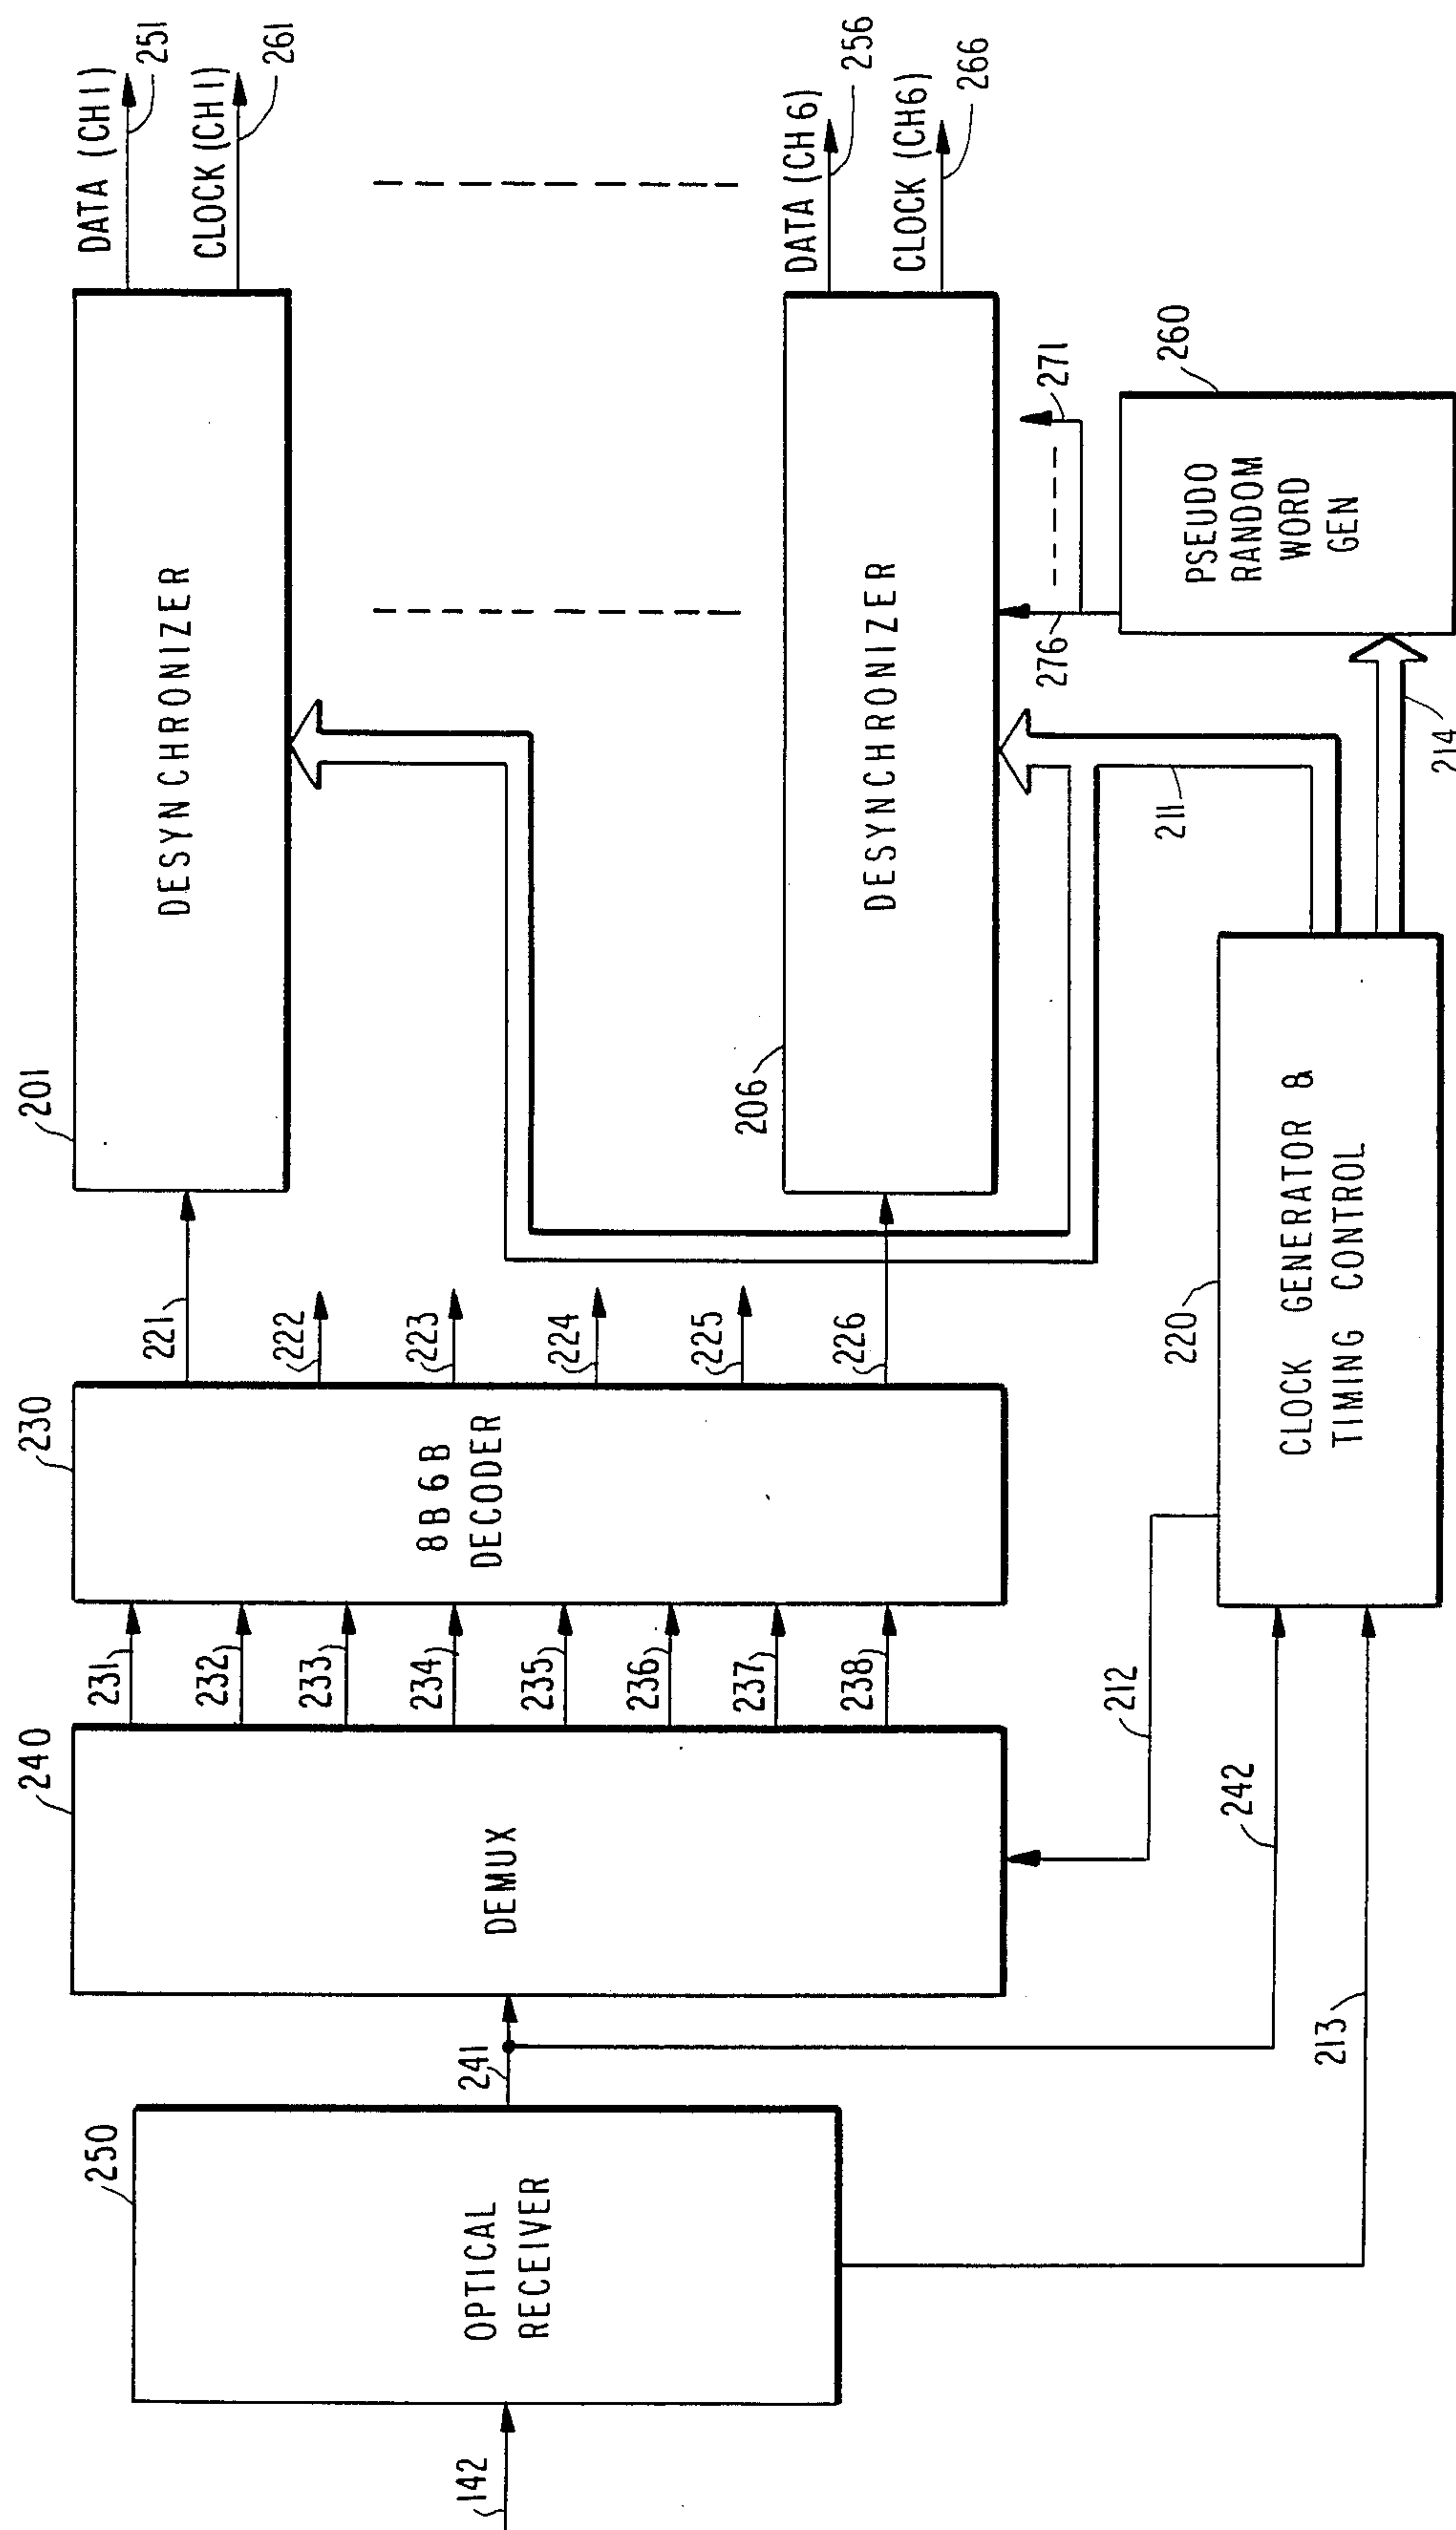 142
250
OPTICAL
RECEIVER
241
242
213
240
DEMUX
212
231
232
233
234
235
236
237
238
230
8B6B
DECODER
221
222
223
224
225
226
220
CLOCK GENERATOR &
TIMING CONTROL
211
214
201
DESYNCHRONIZER
206
DESYNCHRONIZER
276
271
260
PSEUDO
RANDOM
WORD
GEN
DATA (CH1)
251
CLOCK (CH1)
261
DATA (CH6)
256
CLOCK (CH6)
266